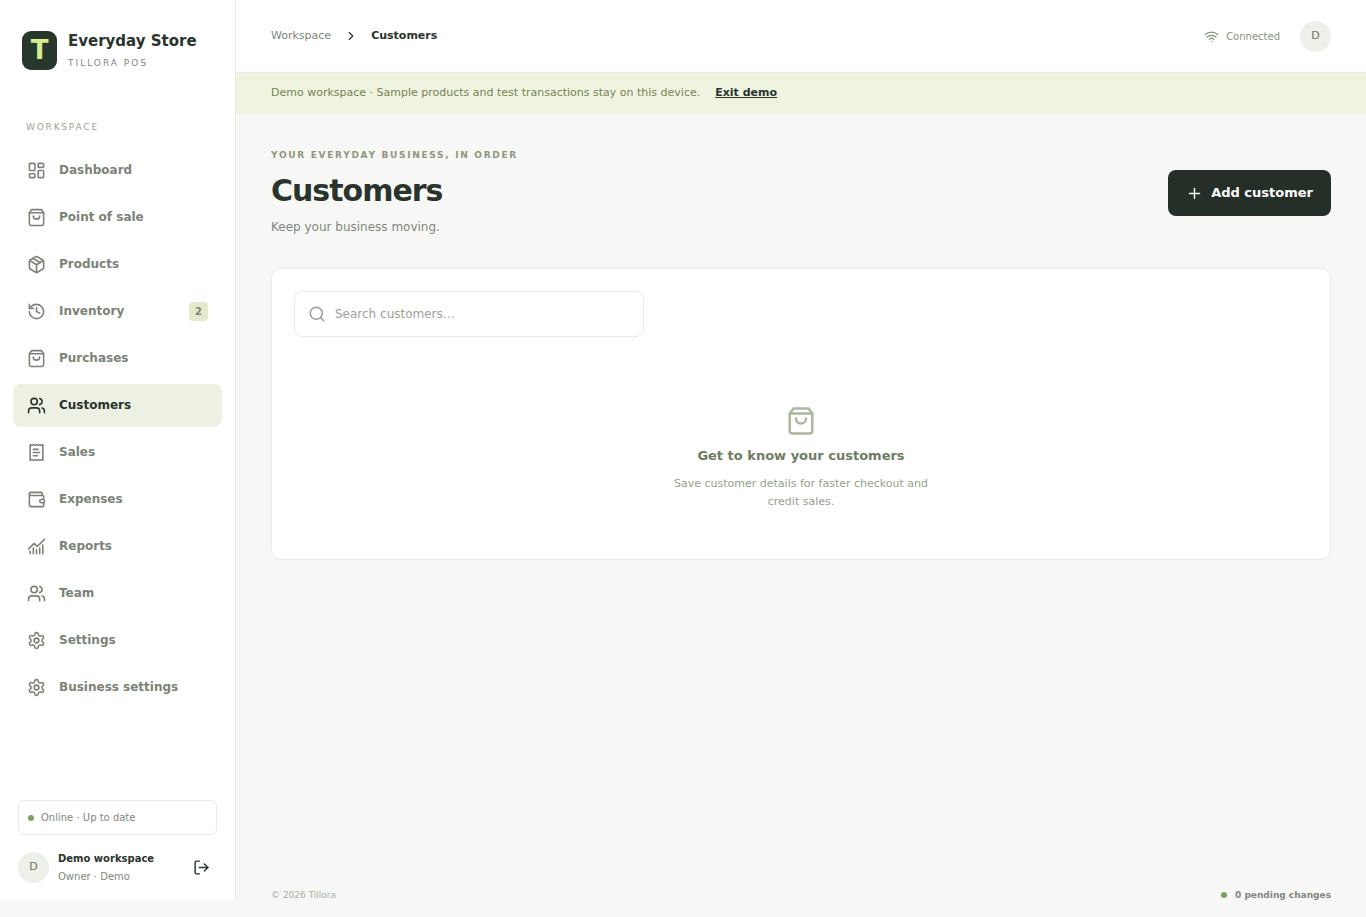 T
Everyday Store
TILLORA POS
WORKSPACE
Dashboard
Point of sale
Products
Inventory 2
Purchases
Customers
Sales
Expenses
Reports
Team
Settings
Business settings
Online · Up to date
D
Demo workspace
Owner · Demo
Workspace Customers
Connected D
Demo workspace · Sample products and test transactions stay on this device. Exit demo
YOUR EVERYDAY BUSINESS, IN ORDER
Customers
Keep your business moving.
Add customer
Search customers...
Get to know your customers
Save customer details for faster checkout and
credit sales.
© 2026 Tillora
0 pending changes